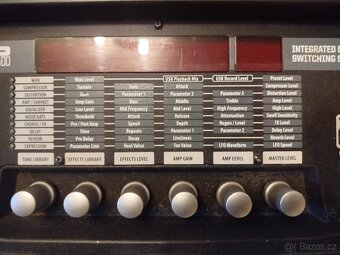 INTEGRATED
SWITCHING S
WAH Wah Level USB Playback Mix USB Record Level Preset Level
COMPRESSOR Sustain Tone Attack Compressor Level
DISTORTION Gain Parameter 1 Parameter 2 Parameter 3 Distortion Level
AMP / CABINET Amp Gain Bass Middle Treble Amp Level
EQUALIZER Low Level Mid Frequency Mid Level High Frequency High Level
NOISE GATE Threshold Attack Release Attenuation Swell Sensitivity
CHORUS / FX Pre / Post Amp Speed Depth Regen / Level FX Level
DELAY Time Repeats Parameter 1 Parameter 2 Delay Level
REVERB Pre Delay Decay Liveliness Reverb Level
EXPRESSION Parameter Link Heel Value Toe Value LFO Waveform LFO Speed
TONE LIBRARY EFFECTS LIBRARY EFFECTS LEVEL AMP GAIN AMP LEVEL MASTER LEVEL
Sbazar.cz